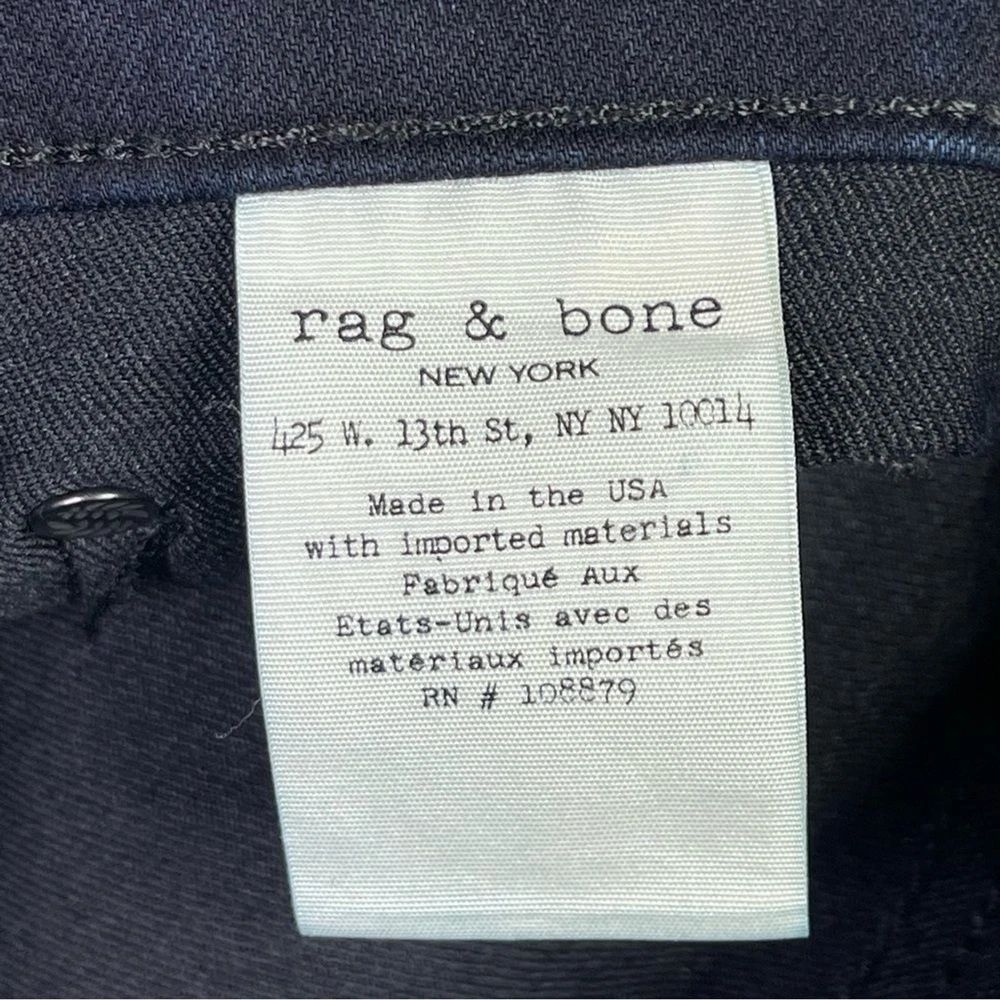 rag & bone
NEW YORK
425 W. 13th St, NY NY 10014
Made in the USA
with imported materials
Fabriqué Aux
Etats-Unis avec des
matériaux importés
RN # 108879